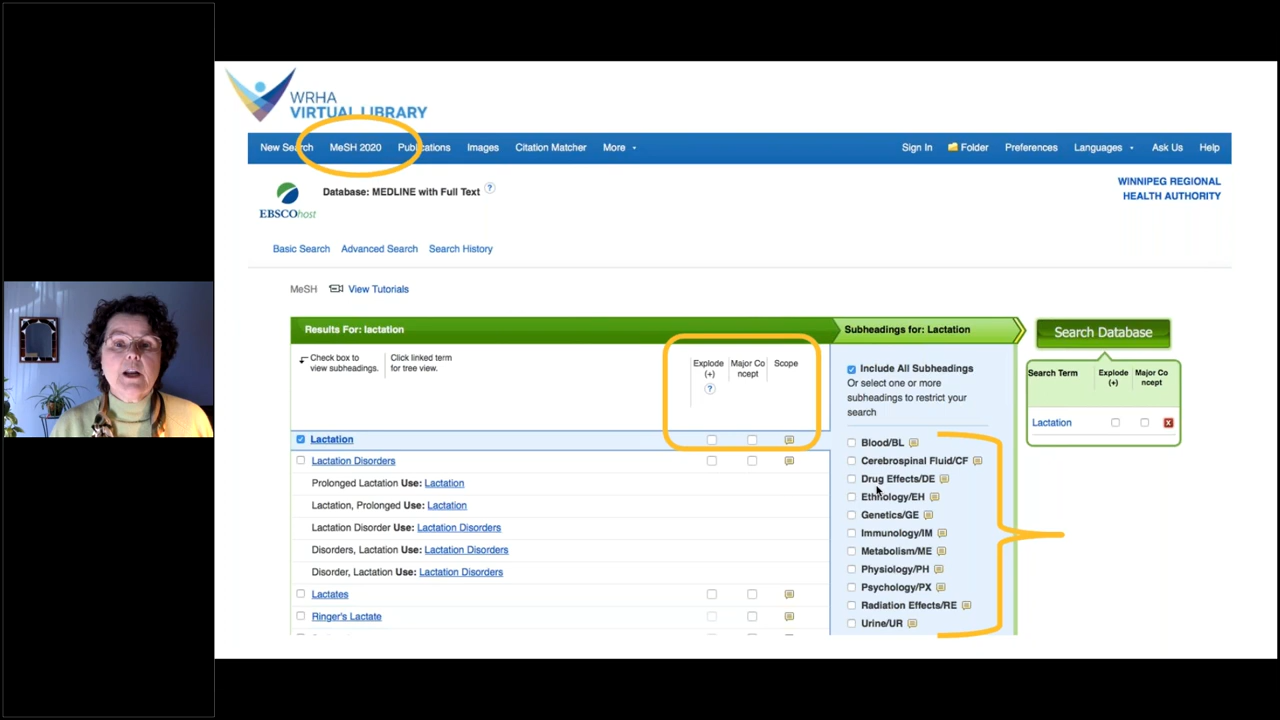 WRHA
VIRTUAL LIBRARY
New Search MeSH 2020 Publications Images Citation Matcher More Sign In Folder Preferences Languages Ask Us Help
Database: MEDLINE with Full Text ?
WINNIPEG REGIONAL
HEALTH AUTHORITY
EBSCOhost
Basic Search Advanced Search Search History
MeSH View Tutorials
Results For: lactation
Check box to
view subheadings.
Click linked term
for tree view.
Explode
(+)
?
Major Co
ncept
Scope
Lactation
Lactation Disorders
Prolonged Lactation Use: Lactation
Lactation, Prolonged Use: Lactation
Lactation Disorder Use: Lactation Disorders
Disorders, Lactation Use: Lactation Disorders
Disorder, Lactation Use: Lactation Disorders
Lactates
Ringer's Lactate
Subheadings for: Lactation
Include All Subheadings
Or select one or more
subheadings to restrict your
search
Blood/BL
Cerebrospinal Fluid/CF
Drug Effects/DE
Ethnology/EH
Genetics/GE
Immunology/IM
Metabolism/ME
Physiology/PH
Psychology/PX
Radiation Effects/RE
Urine/UR
Search Database
Search Term
Explode
(+)
Major Co
ncept
Lactation